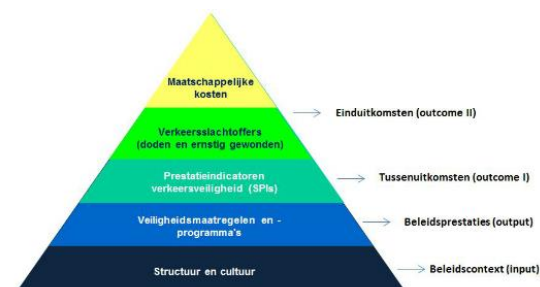 Maatschappelijke
kosten
Einduitkomsten (outcome II)
Verkeersslachtoffers
(doden en ernstig gewonden)
Prestatieindicatoren
verkeersveiligheid (SPIs)
Tussenuitkomsten (outcome I)
Veiligheidsmaatregelen en -
programma's
Beleidsprestaties (output)
Structuur en cultuur
Beleidscontext (input)